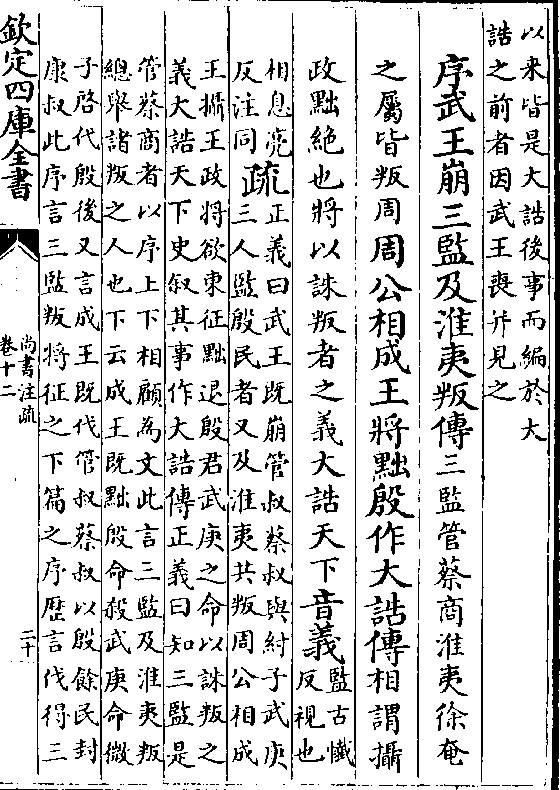 以来皆是大誥後事而編於大
誥之前者因武王喪幷見之
序武王崩三監及淮夷叛傳三監管蔡商淮夷徐奄
之屬皆叛周周公相成王將黜殷作大誥傳相謂攝
政黜絶也將以誅叛者之義大誥天下音義監古懴
反視也
相息亮
反注同疏正義曰武王既崩管叔蔡叔與紂子武庚
三人監殷民者又及淮夷共叛周公相成
王攝王政將欲東征黜退殷君武庚之命以誅叛之
義大誥天下史叙其事作大誥傳正義曰知三監是
管蔡商者以序上下相顧為文此言三監及淮夷叛
總舉諸叛之人也下云成王既黜殷命殺武庚命微
子啓代殷後又言成王既伐管叔蔡叔以殷餘民封
康叔此序言三監叛將征之下篇之序歴言伐得三
欽定四庫全書
尚書注疏
卷十二
二十